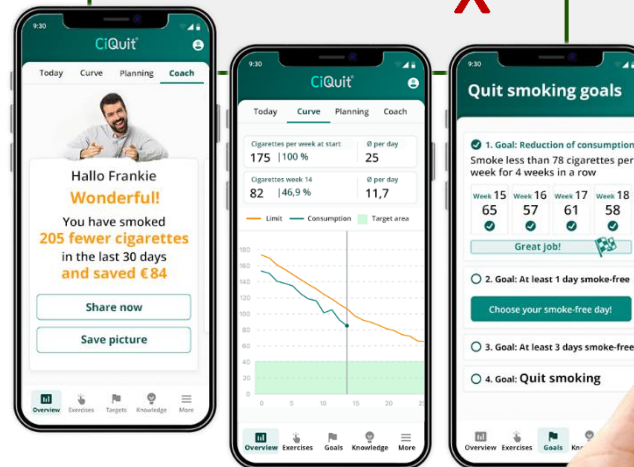 X
9:30
CiQuit
Today Curve Planning Coach
Hallo Frankie
Wonderful!
You have smoked
205 fewer cigarettes
in the last 30 days
and saved €84
Share now
Save picture
Overview Exercises Targets Knowledge More
9:30
CiQuit
Today Curve Planning Coach
Cigarettes per week at start Ø per day
175 | 100 % 25
Cigarettes week 14 Ø per day
82 | 46,9 % 11,7
Limit Consumption Target area
180
140
120
100
80
60
40
30
0
0 5 10 15 20
Overview Exercises Goals Knowledge More
9:30
Quit smoking goals
1. Goal: Reduction of consumption
Smoke less than 78 cigarettes per
week for 4 weeks in a row
Week 15 Week 16 Week 17 Week 18
65 57 61 58
Great job!
2. Goal: At least 1 day smoke-free
Choose your smoke-free day!
3. Goal: At least 3 days smoke-free
4. Goal: Quit smoking
Overview Exercises Goals